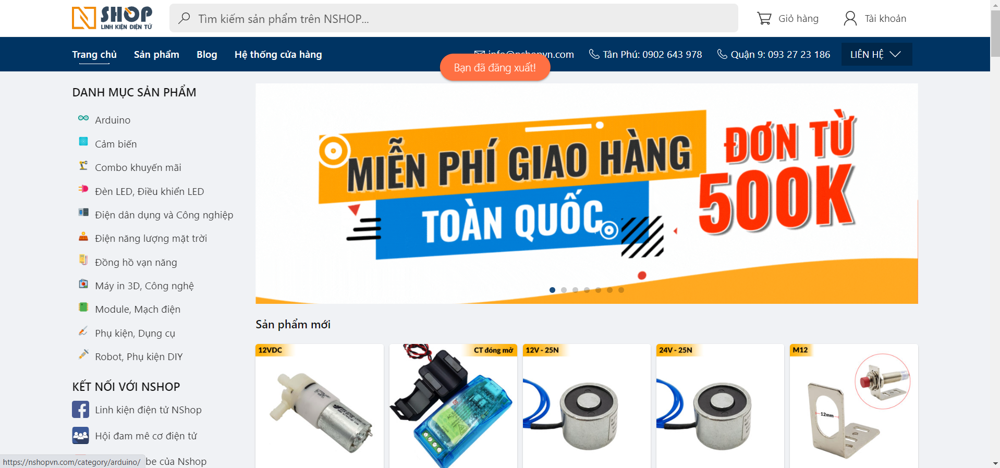 SHOP
LINH KIỆN ĐIỆN TỬ
Tìm kiếm sản phẩm trên NSHOP...
Giỏ hàng
Tài khoản
Trang chủ
Sản phẩm
Blog
Hệ thống cửa hàng
info@nshopvn.com
Tân Phú: 0902 643 978
Quận 9: 093 27 23 186
LIÊN HỆ
Bạn đã đăng xuất!
DANH MỤC SẢN PHẨM
Arduino
Cảm biến
Combo khuyến mãi
Đèn LED, Điều khiển LED
Điện dân dụng và Công nghiệp
Điện năng lượng mặt trời
Đồng hồ vạn năng
Máy in 3D, Công nghệ
Module, Mạch điện
Phụ kiện, Dụng cụ
Robot, Phụ kiện DIY
KẾT NỐI VỚI NSHOP
Linh kiện điện tử NShop
Hội đam mê cơ điện tử
be của Nshop
https://nshopvn.com/category/arduino/
MIỄN PHÍ GIAO HÀNG
TOÀN QUỐC
ĐƠN TỪ
500K
Sản phẩm mới
12VDC
CT đóng mở
12V - 25N
24V - 25N
M12
12mm